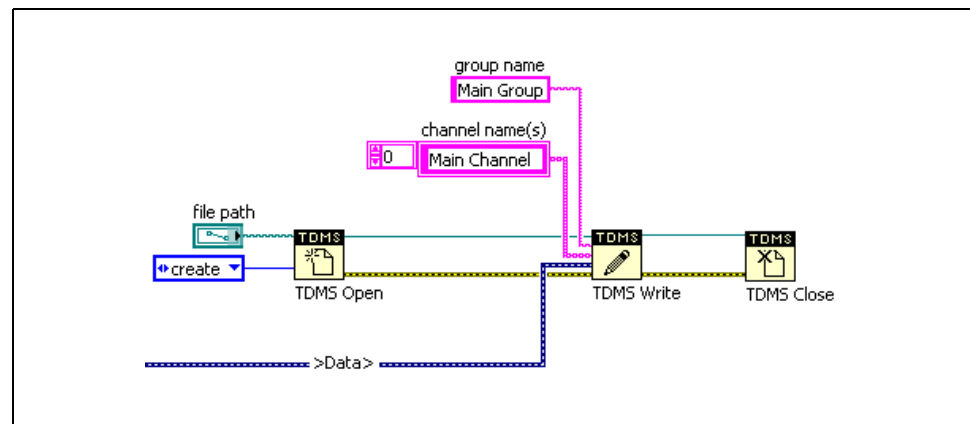 group name
Main Group
channel name(s)
0
Main Channel
file path
create
TDMS
TDMS Open
TDMS
TDMS Write
TDMS
TDMS Close
>Data>